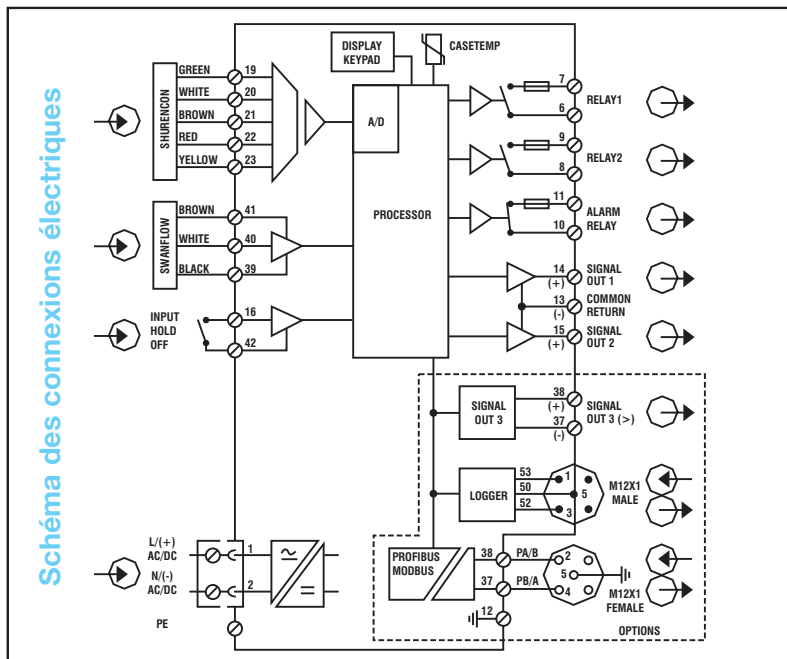 Schéma des connexions électriques
DISPLAY
KEYPAD
CASETEMP
SHURENCON
GREEN 19
WHITE 20
BROWN 21
RED 22
YELLOW 23
A/D
PROCESSOR
7
6
RELAY1
9
8
RELAY2
11
10
ALARM
RELAY
SWANFLOW
BROWN 41
WHITE 40
BLACK 39
14
(+)
SIGNAL
OUT 1
13
(-)
COMMON
RETURN
15
(+)
SIGNAL
OUT 2
INPUT
HOLD
OFF
16
42
SIGNAL
OUT 3
38
(+)
37
(-)
SIGNAL
OUT 3 (>)
LOGGER
53
50
52
1
5
3
M12X1
MALE
PROFIBUS
MODBUS
38 PA/B
37 PB/A
2
5
4
M12X1
FEMALE
12
OPTIONS
L/(+)
AC/DC
1
N/(-)
AC/DC
2
PE